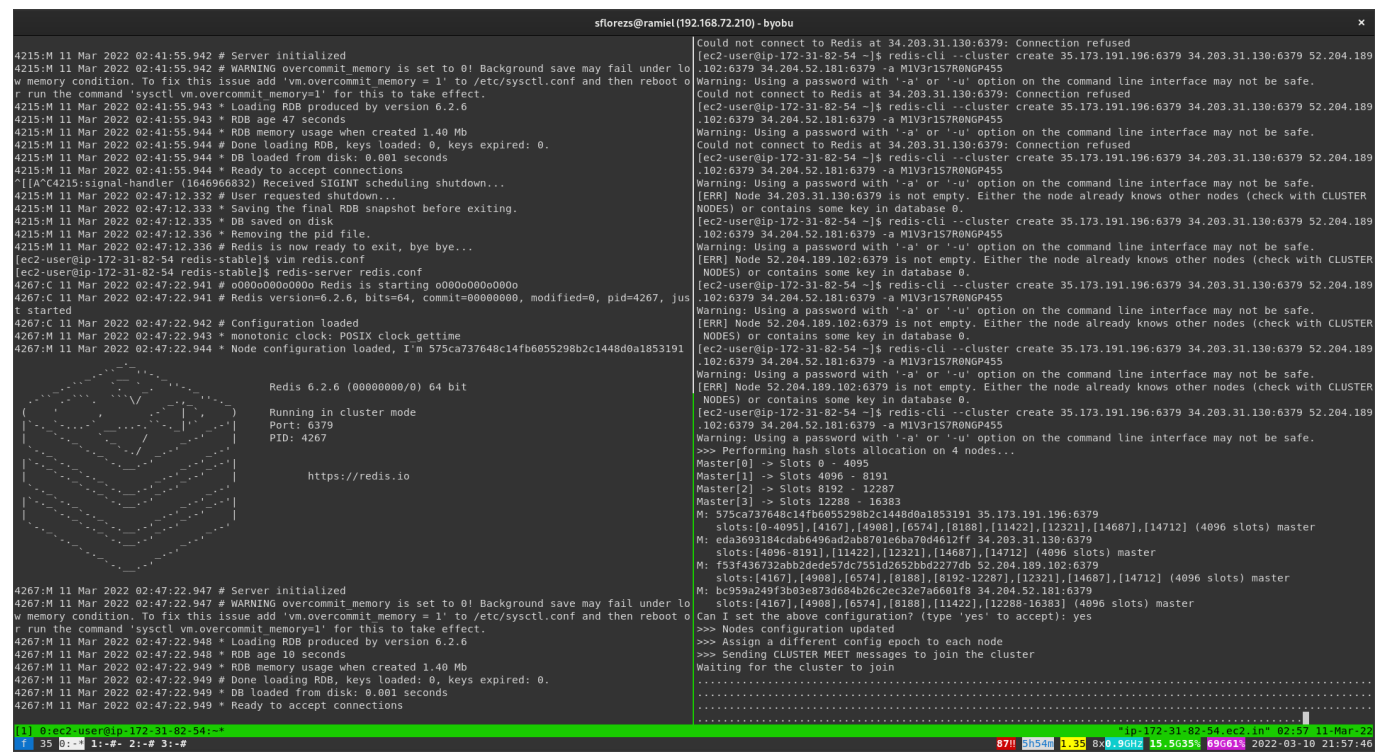 sflorezs@ramiel (192.168.72.210) - byobu
×
4215:M 11 Mar 2022 02:41:55.942 # Server initialized
4215:M 11 Mar 2022 02:41:55.942 # WARNING overcommit_memory is set to 0! Background save may fail under lo
w memory condition. To fix this issue add 'vm.overcommit_memory = 1' to /etc/sysctl.conf and then reboot o
r run the command 'sysctl vm.overcommit_memory=1' for this to take effect.
4215:M 11 Mar 2022 02:41:55.943 * Loading RDB produced by version 6.2.6
4215:M 11 Mar 2022 02:41:55.943 * RDB age 47 seconds
4215:M 11 Mar 2022 02:41:55.944 * RDB memory usage when created 1.40 Mb
4215:M 11 Mar 2022 02:41:55.944 # Done loading RDB, keys loaded: 0, keys expired: 0.
4215:M 11 Mar 2022 02:41:55.944 * DB loaded from disk: 0.001 seconds
4215:M 11 Mar 2022 02:41:55.944 * Ready to accept connections
^[[A^C4215:signal-handler (1646966832) Received SIGINT scheduling shutdown...
4215:M 11 Mar 2022 02:47:12.332 # User requested shutdown...
4215:M 11 Mar 2022 02:47:12.333 * Saving the final RDB snapshot before exiting.
4215:M 11 Mar 2022 02:47:12.335 * DB saved on disk
4215:M 11 Mar 2022 02:47:12.336 * Removing the pid file.
4215:M 11 Mar 2022 02:47:12.336 # Redis is now ready to exit, bye bye...
[ec2-user@ip-172-31-82-54 redis-stable]$ vim redis.conf
[ec2-user@ip-172-31-82-54 redis-stable]$ redis-server redis.conf
4267:C 11 Mar 2022 02:47:22.941 # oO0OoO0OoO0Oo Redis is starting oO0OoO0OoO0Oo
4267:C 11 Mar 2022 02:47:22.941 # Redis version=6.2.6, bits=64, commit=00000000, modified=0, pid=4267, jus
t started
4267:C 11 Mar 2022 02:47:22.942 # Configuration loaded
4267:M 11 Mar 2022 02:47:22.943 * monotonic clock: POSIX clock_gettime
4267:M 11 Mar 2022 02:47:22.944 * Node configuration loaded, I'm 575ca737648c14fb6055298b2c1448d0a1853191
Redis 6.2.6 (00000000/0) 64 bit
Running in cluster mode
Port: 6379
PID: 4267
https://redis.io
4267:M 11 Mar 2022 02:47:22.947 # Server initialized
4267:M 11 Mar 2022 02:47:22.947 # WARNING overcommit_memory is set to 0! Background save may fail under lo
w memory condition. To fix this issue add 'vm.overcommit_memory = 1' to /etc/sysctl.conf and then reboot o
r run the command 'sysctl vm.overcommit_memory=1' for this to take effect.
4267:M 11 Mar 2022 02:47:22.948 * Loading RDB produced by version 6.2.6
4267:M 11 Mar 2022 02:47:22.948 * RDB age 10 seconds
4267:M 11 Mar 2022 02:47:22.949 * RDB memory usage when created 1.40 Mb
4267:M 11 Mar 2022 02:47:22.949 # Done loading RDB, keys loaded: 0, keys expired: 0.
4267:M 11 Mar 2022 02:47:22.949 * DB loaded from disk: 0.001 seconds
4267:M 11 Mar 2022 02:47:22.949 * Ready to accept connections
Could not connect to Redis at 34.203.31.130:6379: Connection refused
[ec2-user@ip-172-31-82-54 ~]$ redis-cli --cluster create 35.173.191.196:6379 34.203.31.130:6379 52.204.189
.102:6379 34.204.52.181:6379 -a M1V3r1S7R0NGP455
Warning: Using a password with '-a' or '-u' option on the command line interface may not be safe.
Could not connect to Redis at 34.203.31.130:6379: Connection refused
[ec2-user@ip-172-31-82-54 ~]$ redis-cli --cluster create 35.173.191.196:6379 34.203.31.130:6379 52.204.189
.102:6379 34.204.52.181:6379 -a M1V3r1S7R0NGP455
Warning: Using a password with '-a' or '-u' option on the command line interface may not be safe.
Could not connect to Redis at 34.203.31.130:6379: Connection refused
[ec2-user@ip-172-31-82-54 ~]$ redis-cli --cluster create 35.173.191.196:6379 34.203.31.130:6379 52.204.189
.102:6379 34.204.52.181:6379 -a M1V3r1S7R0NGP455
Warning: Using a password with '-a' or '-u' option on the command line interface may not be safe.
[ERR] Node 34.203.31.130:6379 is not empty. Either the node already knows other nodes (check with CLUSTER
NODES) or contains some key in database 0.
[ec2-user@ip-172-31-82-54 ~]$ redis-cli --cluster create 35.173.191.196:6379 34.203.31.130:6379 52.204.189
.102:6379 34.204.52.181:6379 -a M1V3r1S7R0NGP455
Warning: Using a password with '-a' or '-u' option on the command line interface may not be safe.
[ERR] Node 52.204.189.102:6379 is not empty. Either the node already knows other nodes (check with CLUSTER
NODES) or contains some key in database 0.
[ec2-user@ip-172-31-82-54 ~]$ redis-cli --cluster create 35.173.191.196:6379 34.203.31.130:6379 52.204.189
.102:6379 34.204.52.181:6379 -a M1V3r1S7R0NGP455
Warning: Using a password with '-a' or '-u' option on the command line interface may not be safe.
[ERR] Node 52.204.189.102:6379 is not empty. Either the node already knows other nodes (check with CLUSTER
NODES) or contains some key in database 0.
[ec2-user@ip-172-31-82-54 ~]$ redis-cli --cluster create 35.173.191.196:6379 34.203.31.130:6379 52.204.189
.102:6379 34.204.52.181:6379 -a M1V3r1S7R0NGP455
Warning: Using a password with '-a' or '-u' option on the command line interface may not be safe.
[ERR] Node 52.204.189.102:6379 is not empty. Either the node already knows other nodes (check with CLUSTER
NODES) or contains some key in database 0.
[ec2-user@ip-172-31-82-54 ~]$ redis-cli --cluster create 35.173.191.196:6379 34.203.31.130:6379 52.204.189
.102:6379 34.204.52.181:6379 -a M1V3r1S7R0NGP455
Warning: Using a password with '-a' or '-u' option on the command line interface may not be safe.
>>> Performing hash slots allocation on 4 nodes...
Master[0] -> Slots 0 - 4095
Master[1] -> Slots 4096 - 8191
Master[2] -> Slots 8192 - 12287
Master[3] -> Slots 12288 - 16383
M: 575ca737648c14fb6055298b2c1448d0a1853191 35.173.191.196:6379
slots:[0-4095],[4167],[4908],[6574],[8188],[11422],[12321],[14687],[14712] (4096 slots) master
M: eda3693184cdab6496ad2ab8701e6ba70d4612ff 34.203.31.130:6379
slots:[4096-8191],[11422],[12321],[14687],[14712] (4096 slots) master
M: f53f436732abb2dede57dc7551d2652bbd2277db 52.204.189.102:6379
slots:[4167],[4908],[6574],[8188],[8192-12287],[12321],[14687],[14712] (4096 slots) master
M: bc959a249f3b03e873d684b26c2ec32e7a6601f8 34.204.52.181:6379
slots:[4167],[4908],[6574],[8188],[11422],[12288-16383] (4096 slots) master
Can I set the above configuration? (type 'yes' to accept): yes
>>> Nodes configuration updated
>>> Assign a different config epoch to each node
>>> Sending CLUSTER MEET messages to join the cluster
Waiting for the cluster to join
[1] 0:ec2-user@ip-172-31-82-54:~*
"ip-172-31-82-54.ec2.in" 02:57 11-Mar-22
f 35 0:-* 1:-#- 2:-# 3:-#
87!! 5h54m 1.35 8x0.9GHz 15.5G35% 69G61% 2022-03-10 21:57:46